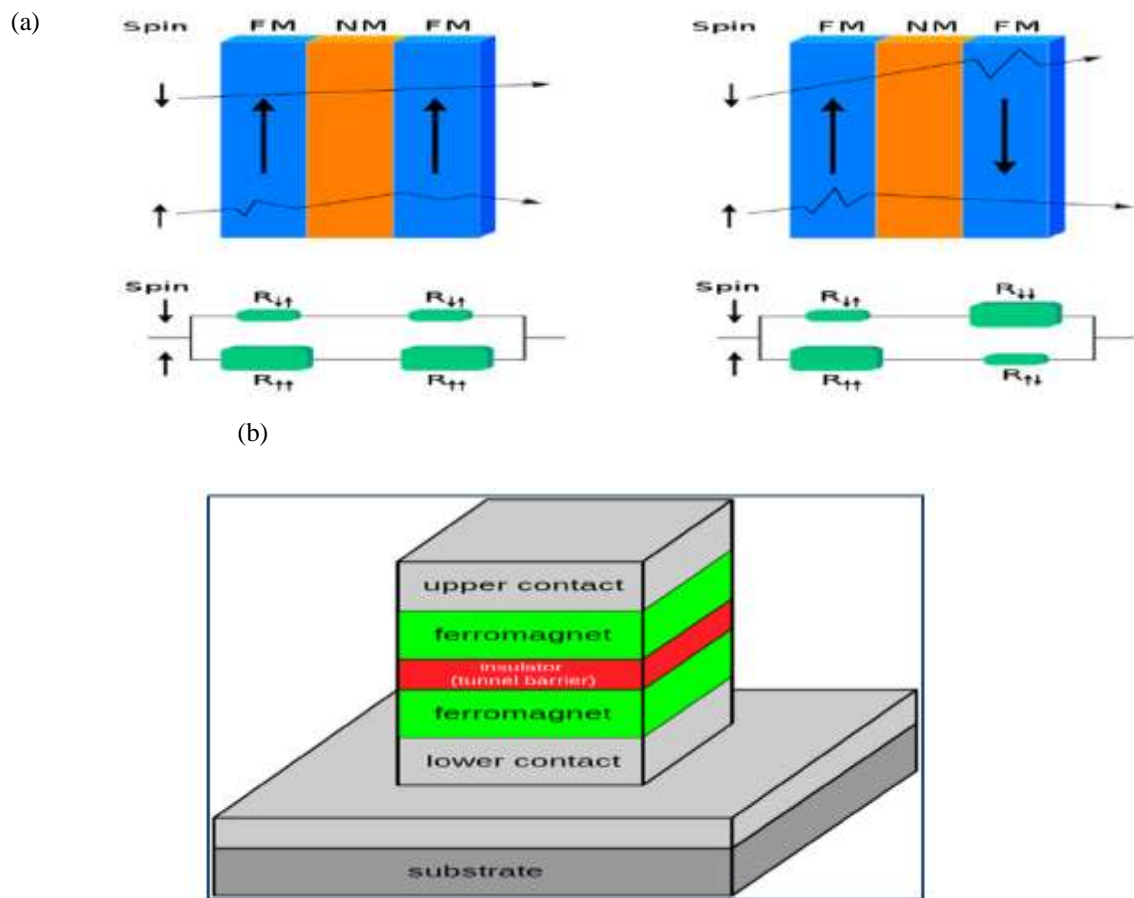 (a)
Spin FM NM FM
Spin FM NM FM
↓ ↓
↑ ↑
Spin R↓↑ R↓↑
Spin R↓↑ R↓↓
↓ ↓
↑ ↑
R↑↑ R↑↑
R↑↑ R↑↓
(b)
upper contact
ferromagnet
insulator
(tunnel barrier)
ferromagnet
lower contact
substrate